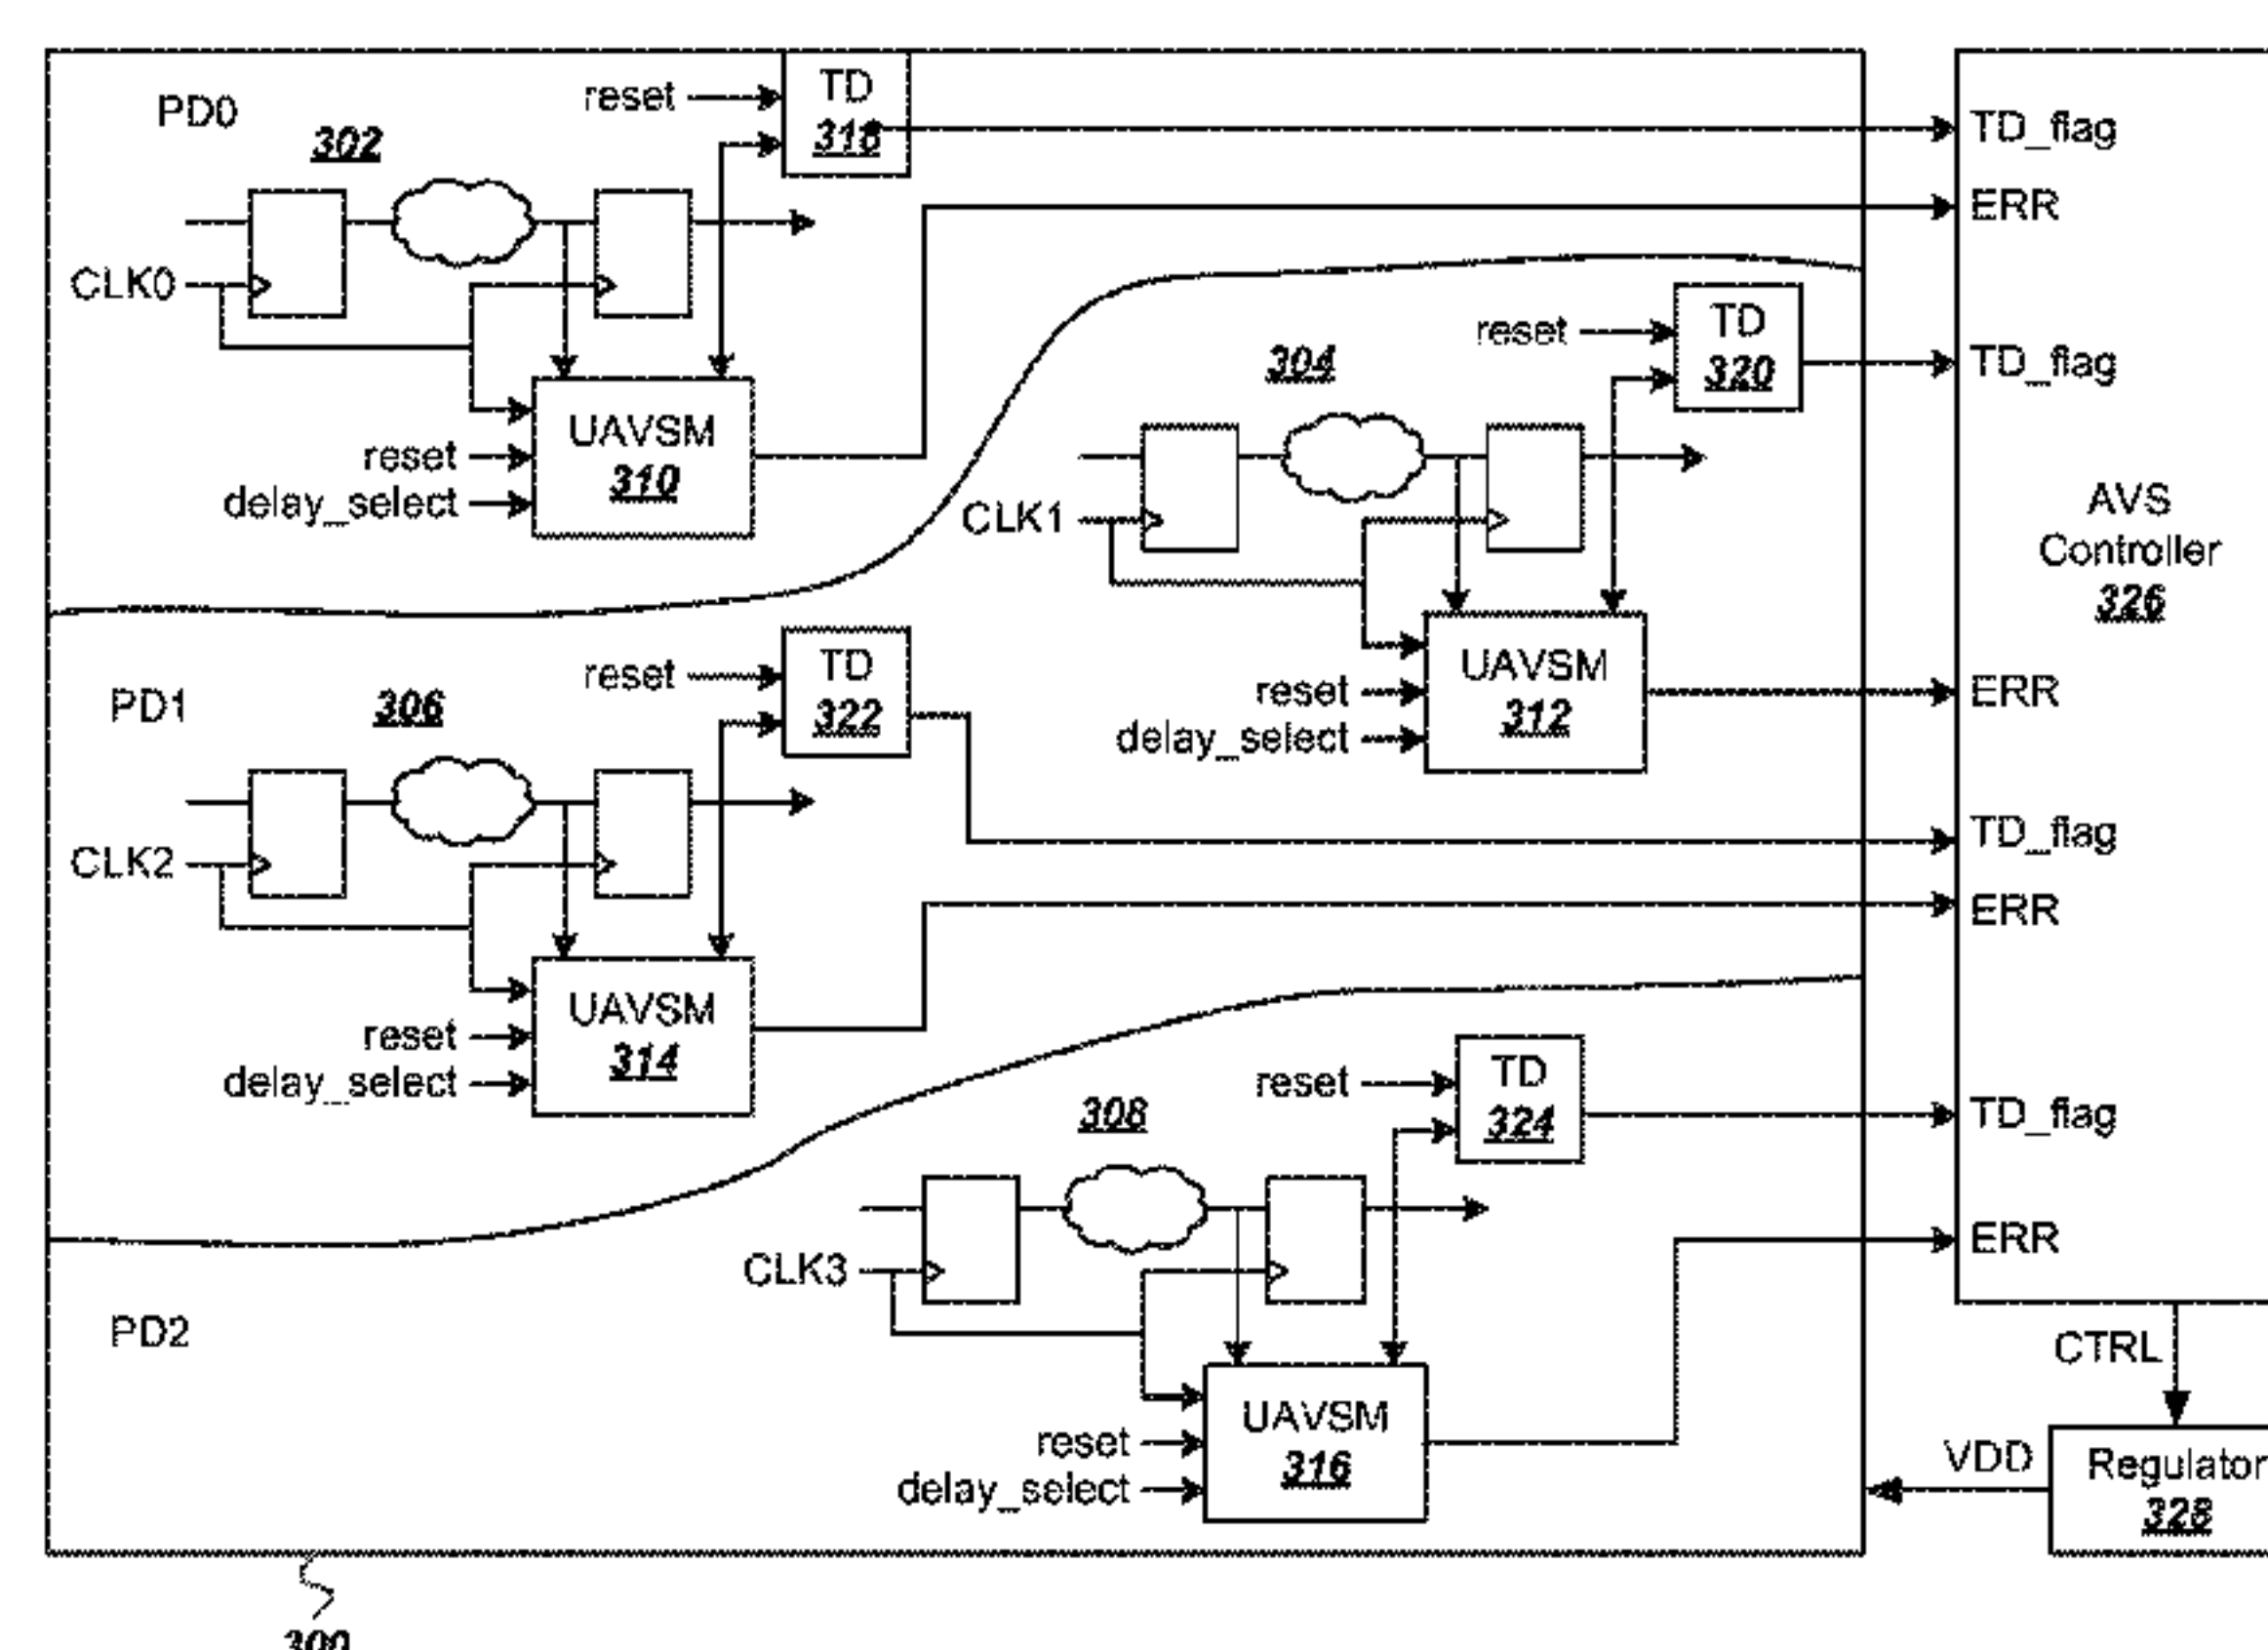 PD0
302
reset
TD
318
CLK0
UAVSM
310
reset
delay_select
TD_flag
ERR
304
reset
TD
320
CLK1
UAVSM
312
reset
delay_select
TD_flag
ERR
AVS
Controller
326
PD1
306
reset
TD
322
CLK2
UAVSM
314
reset
delay_select
TD_flag
ERR
308
reset
TD
324
CLK3
UAVSM
316
reset
delay_select
TD_flag
ERR
PD2
CTRL
VDD
Regulator
328
300